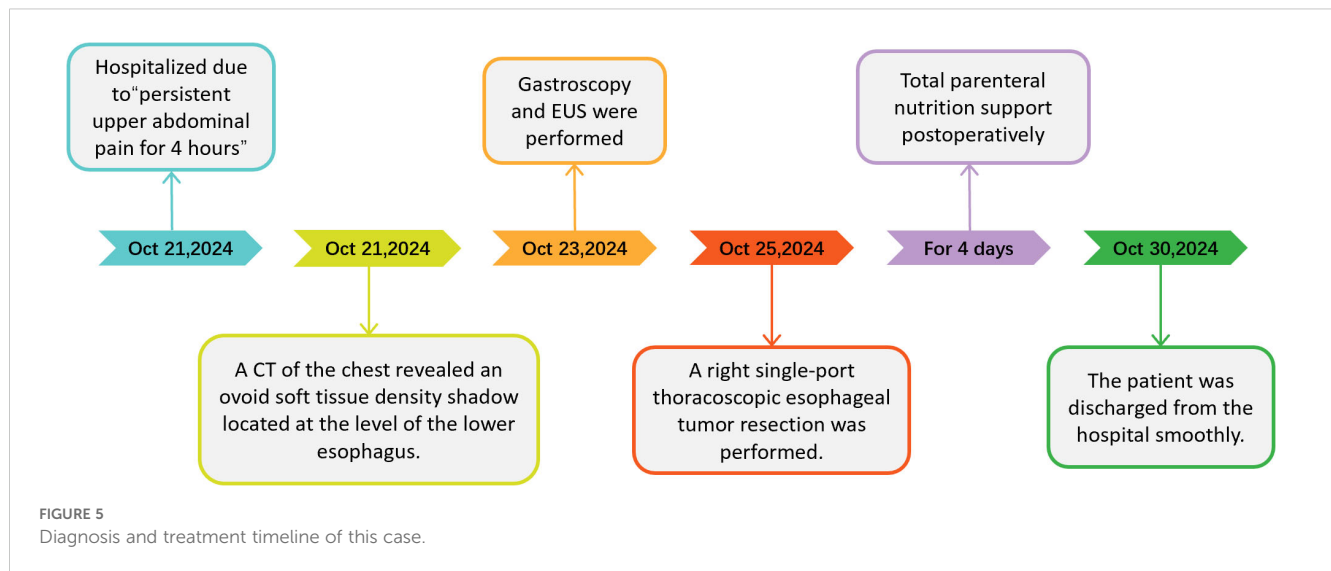 Hospitalized due
to“persistent
upper abdominal
pain for 4 hours”
Gastroscopy
and EUS were
performed
Total parenteral
nutrition support
postoperatively
Oct 21,2024
Oct 21,2024
Oct 23,2024
Oct 25,2024
For 4 days
Oct 30,2024
A CT of the chest revealed an
ovoid soft tissue density shadow
located at the level of the lower
esophagus.
A right single-port
thoracoscopic esophageal
tumor resection was
performed.
The patient was
discharged from the
hospital smoothly.
FIGURE 5
Diagnosis and treatment timeline of this case.